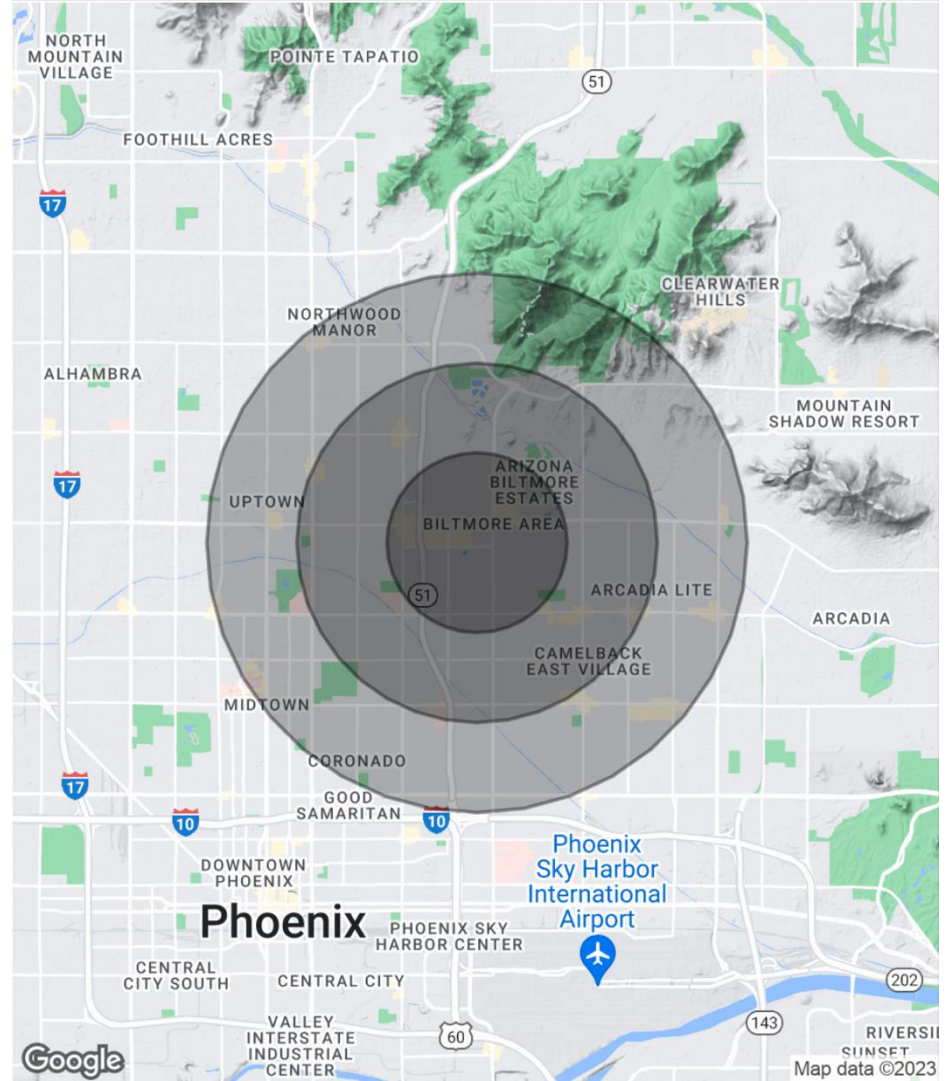 NORTH
MOUNTAIN
VILLAGE
POINTE TAPATIO
51
FOOTHILL ACRES
17
CLEARWATER
HILLS
NORTHWOOD
MANOR
ALHAMBRA
MOUNTAIN
SHADOW RESORT
ARIZONA
BILTMORE
ESTATES
17
UPTOWN
BILTMORE AREA
51
ARCADIA LITE
ARCADIA
CAMELBACK
EAST VILLAGE
MIDTOWN
CORONADO
17
GOOD
SAMARITAN
10
10
Phoenix
Sky Harbor
International
Airport
DOWNTOWN
PHOENIX
Phoenix
PHOENIX SKY
HARBOR CENTER
CENTRAL
CITY SOUTH
CENTRAL CITY
202
VALLEY
INTERSTATE
INDUSTRIAL
CENTER
60
143
RIVERSI
SUNSET
Google
Map data ©2023